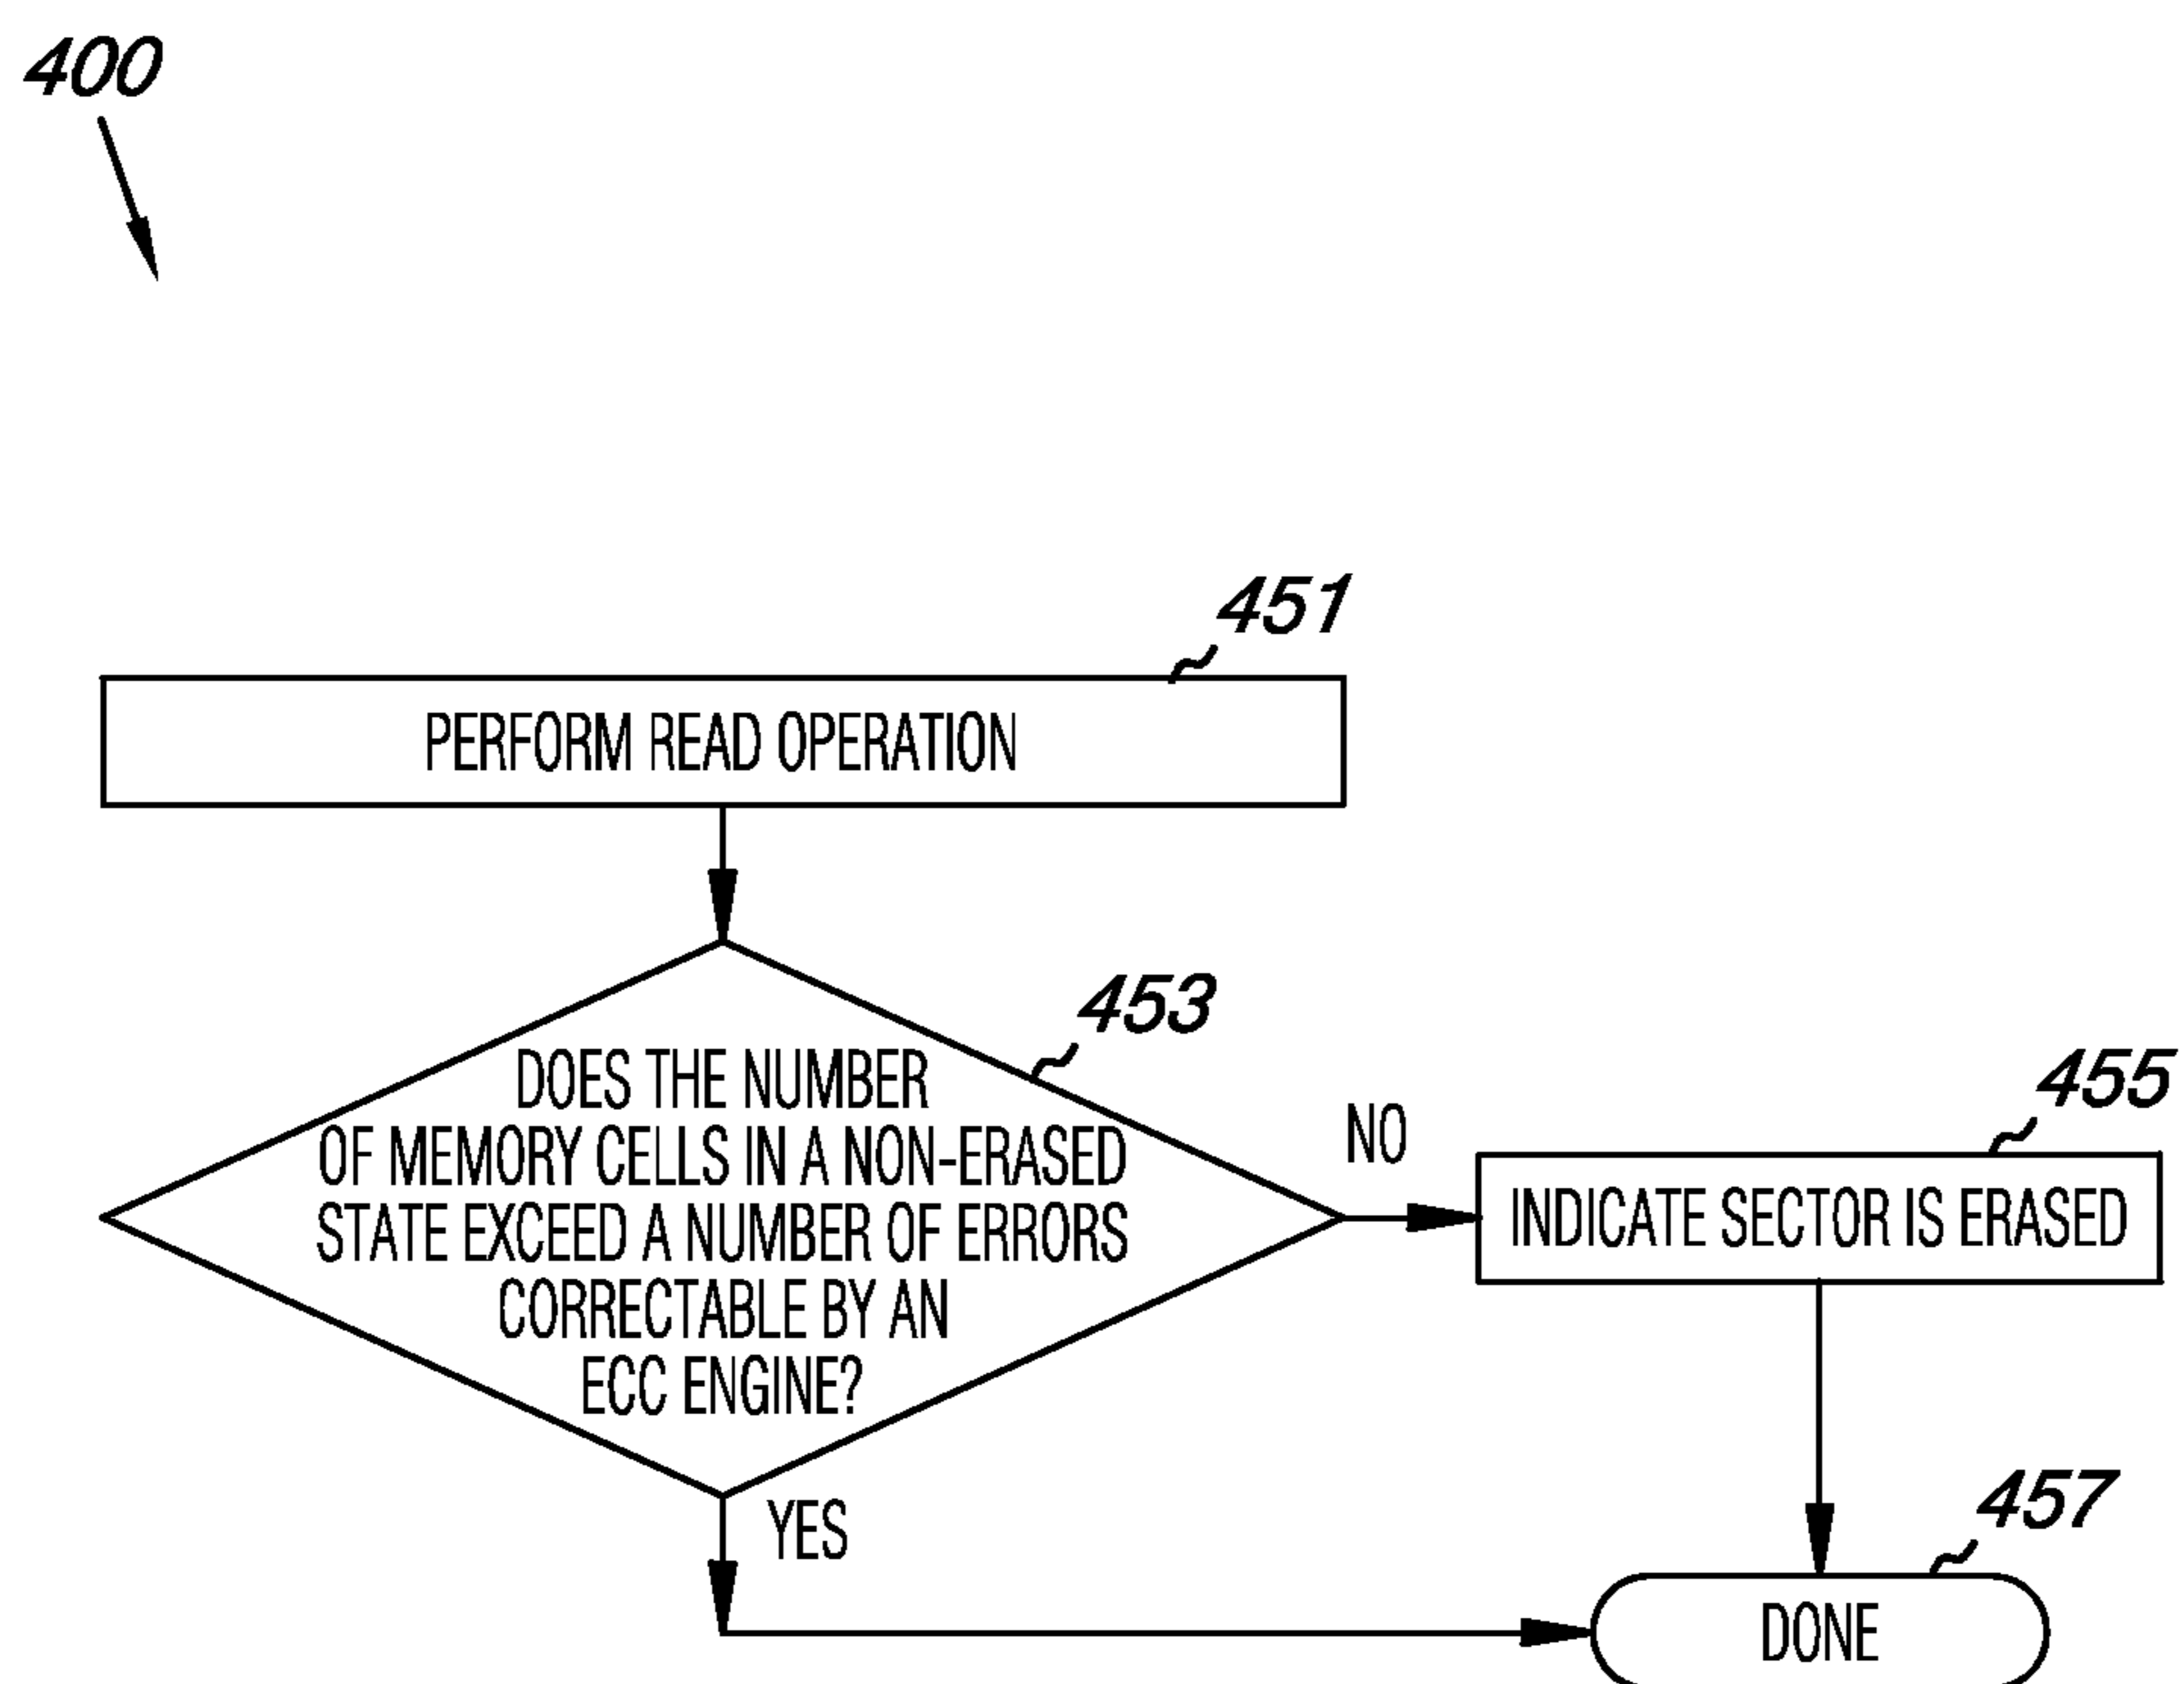 400
451
PERFORM READ OPERATION
453
DOES THE NUMBER
OF MEMORY CELLS IN A NON-ERASED
STATE EXCEED A NUMBER OF ERRORS
CORRECTABLE BY AN
ECC ENGINE?
NO
455
INDICATE SECTOR IS ERASED
YES
457
DONE